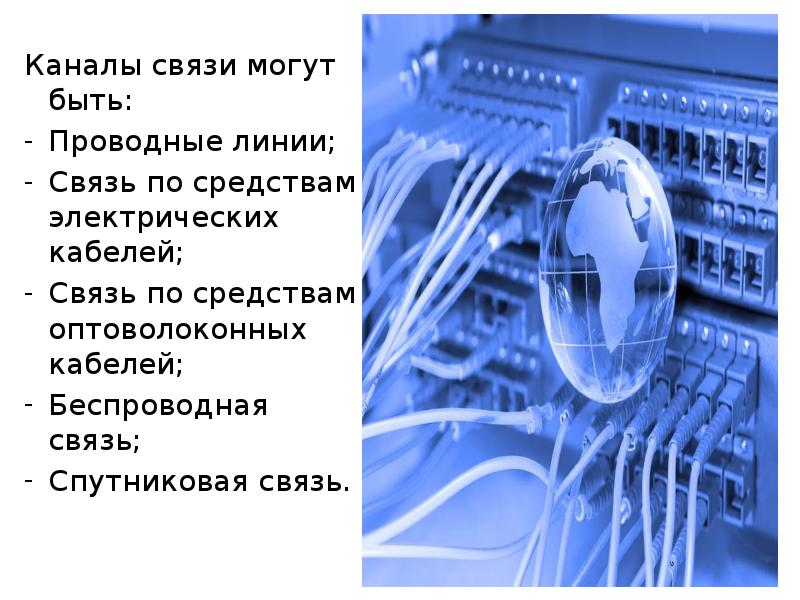 Каналы связи могут
быть:
- Проводные линии;
- Связь по средствам
электрических
кабелей;
- Связь по средствам
оптоволоконных
кабелей;
- Беспроводная
связь;
- Спутниковая связь.